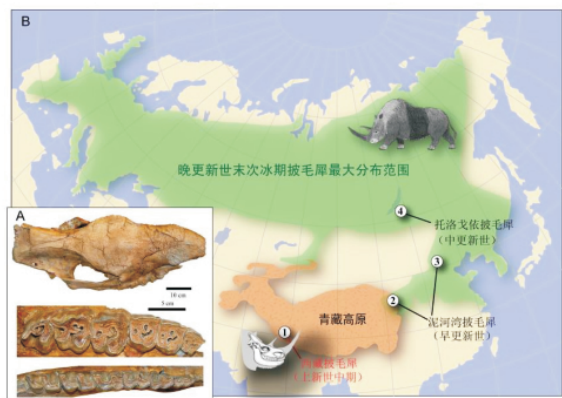 B
晚更新世末次冰期披毛犀最大分布范围
A
10 cm
5 cm
4
托洛戈依披毛犀
(中更新世)
3
青藏高原
2
泥河湾披毛犀
(早更新世)
1
西藏披毛犀
(上新世中期)